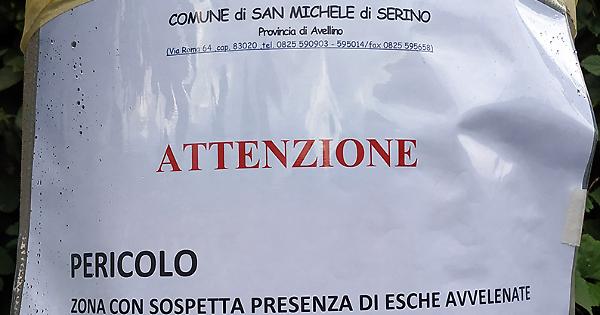 COMUNE di SAN MICHELE di SERINO
Provincia di Avellino
(Via Roma 64 cap. 83020 tel. 0825 590903 - 595014/fax 0825 595658)
ATTENZIONE
PERICOLO
ZONA CON SOSPETTA PRESENZA DI ESCHE AVVELENATE